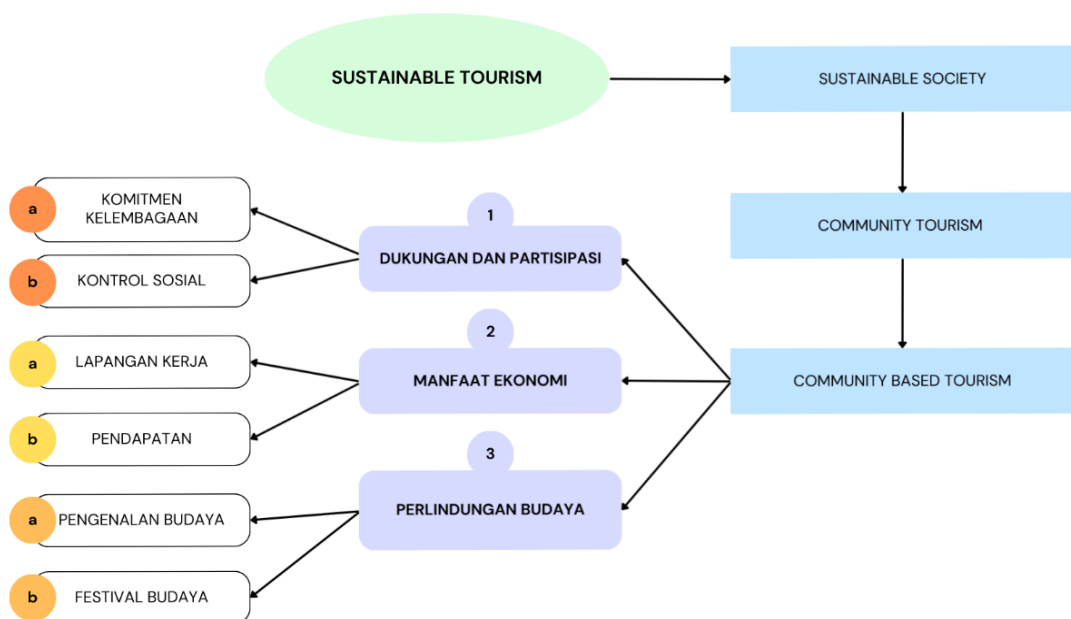 SUSTAINABLE TOURISM
SUSTAINABLE SOCIETY
COMMUNITY TOURISM
COMMUNITY BASED TOURISM
1
DUKUNGAN DAN PARTISIPASI
a
KOMITMEN
KELEMBAGAAN
b
KONTROL SOSIAL
2
MANFAAT EKONOMI
a
LAPANGAN KERJA
b
PENDAPATAN
3
PERLINDUNGAN BUDAYA
a
PENGENALAN BUDAYA
b
FESTIVAL BUDAYA